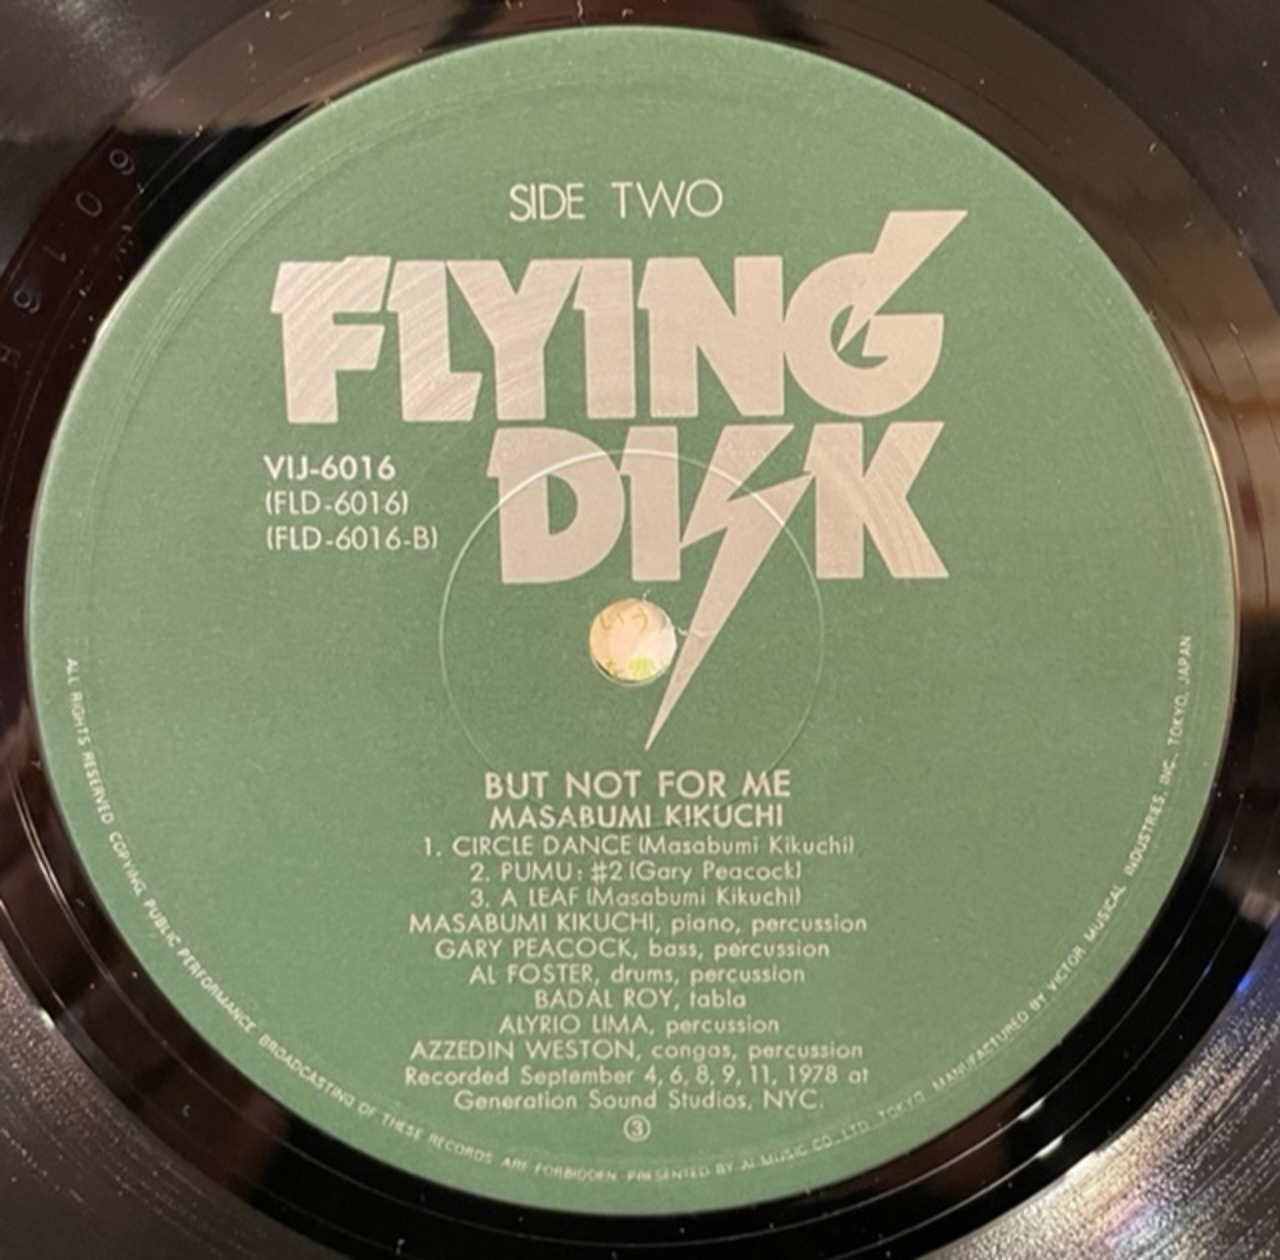 SIDE TWO
FLYING
DISK
VIJ-6016
(FLD-6016)
(FLD-6016-B)
BUT NOT FOR ME
MASABUMI KIKUCHI
1. CIRCLE DANCE (Masabumi Kikuchi)
2. PUMU: #2 (Gary Peacock)
3. A LEAF (Masabumi Kikuchi)
MASABUMI KIKUCHI, piano, percussion
GARY PEACOCK, bass, percussion
AL FOSTER, drums, percussion
BADAL ROY, tabla
ALYRIO LIMA, percussion
AZZEDIN WESTON, congas, percussion
Recorded September 4, 6, 8, 9, 11, 1978 at
Generation Sound Studios, NYC.
③
ALL RIGHTS RESERVED COPYING PUBLIC PERFORMANCE BROADCASTING OF THESE RECORDS ARE FORBIDDEN PRESENTED BY JJ MUSIC CO., LTD. TOKYO MANUFACTURED BY VICTOR MUSICAL INDUSTRIES, INC. TOKYO, JAPAN